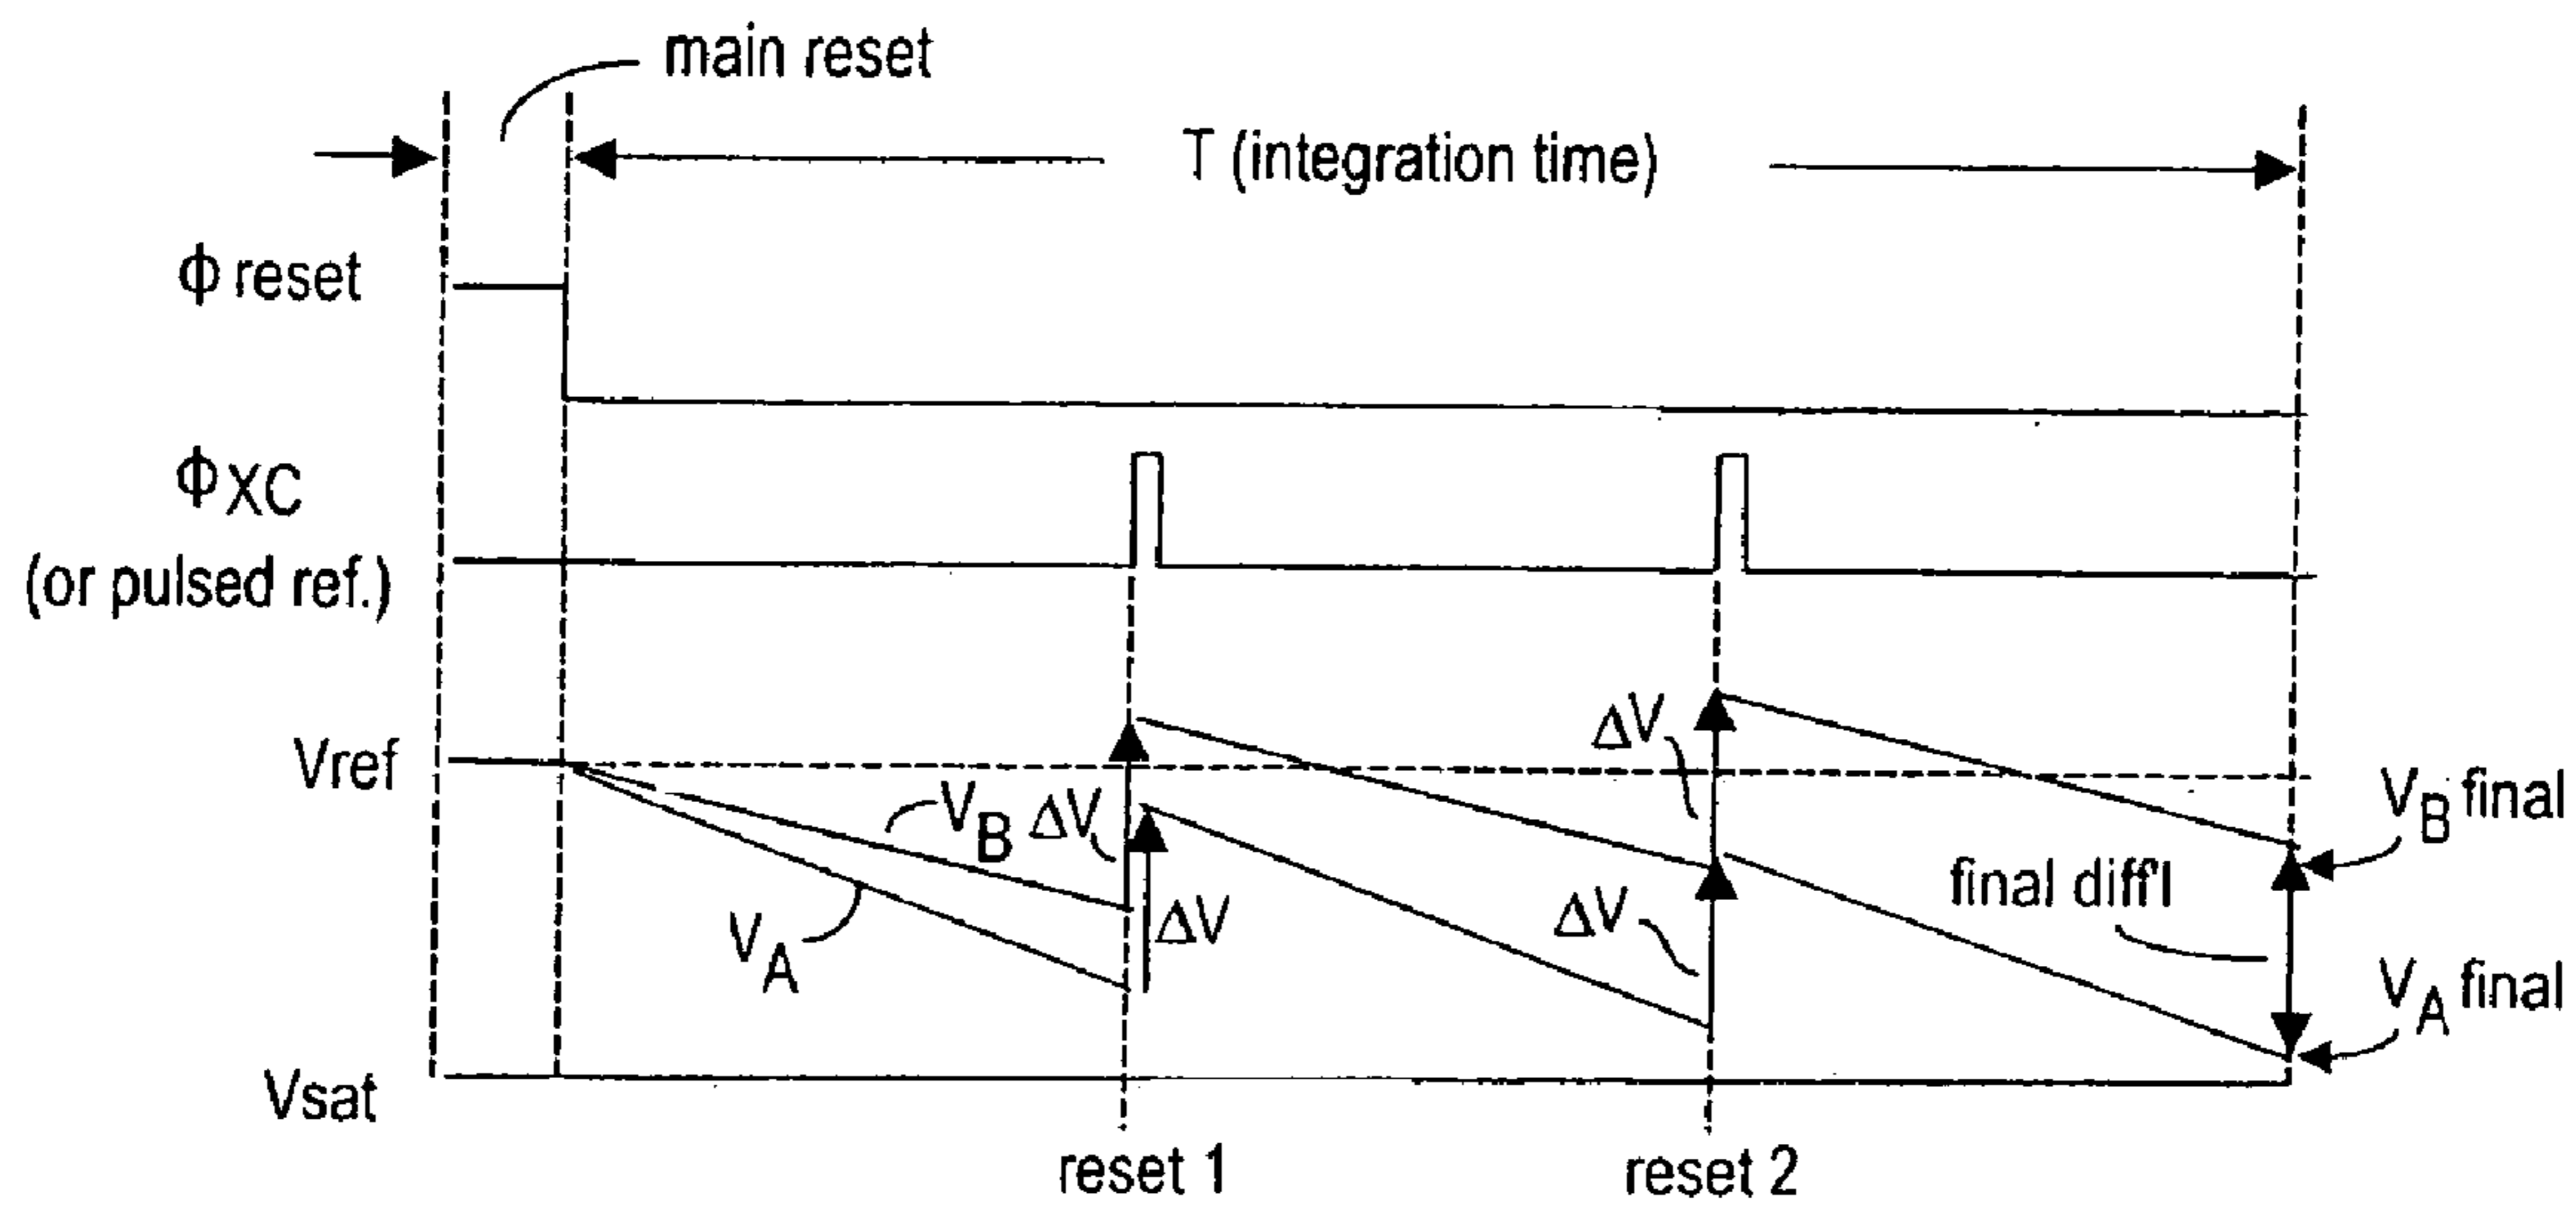 main reset
T (integration time)
ϕ reset
ϕXC
(or pulsed ref.)
Vref
VB
ΔV
ΔV
VA
ΔV
ΔV
VB final
final diff'l
VA final
Vsat
reset 1
reset 2